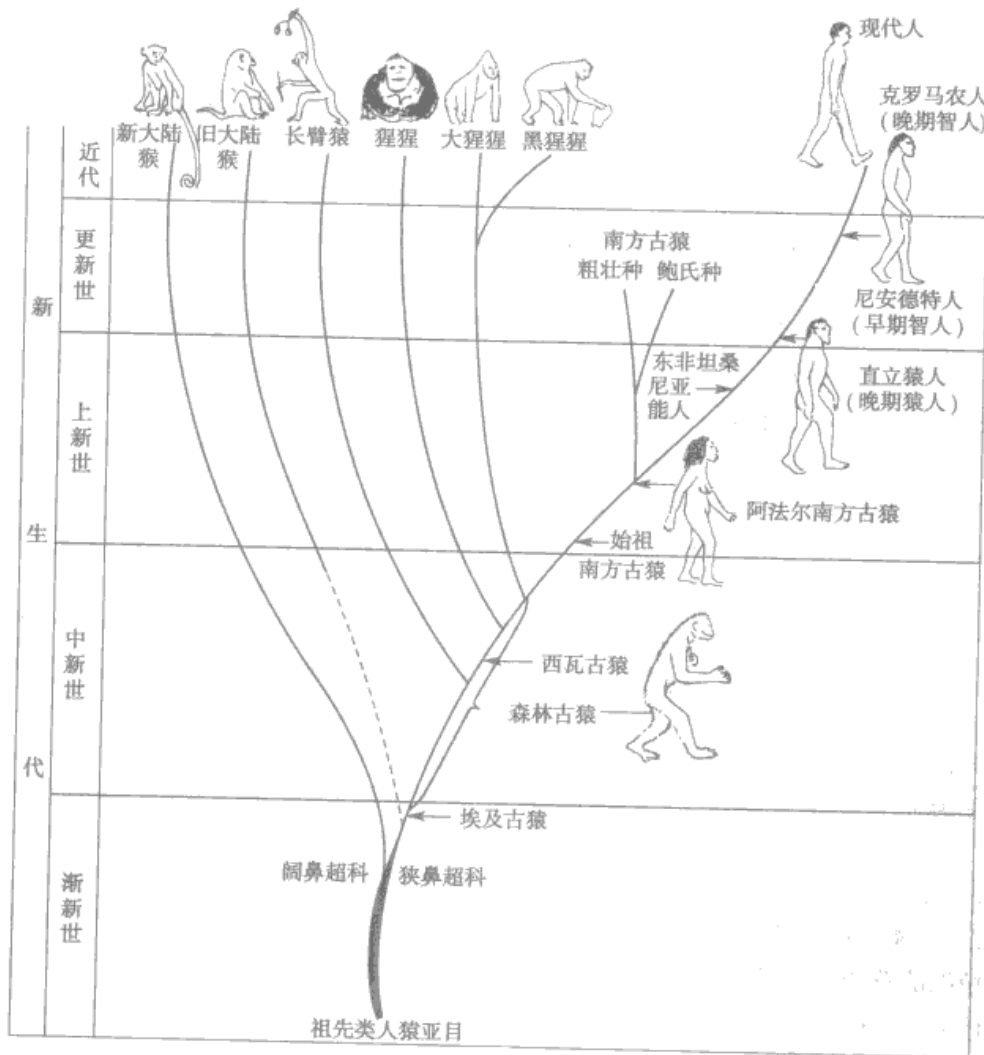 现代人
克罗马农人
(晚期智人)
新大陆
猴
旧大陆
猴
长臂猿
猩猩
大猩猩
黑猩猩
新
生
代
近
代
更
新
世
上
新
世
中
新
世
渐
新
世
南方古猿
粗壮种 鲍氏种
尼安德特人
(早期智人)
东非坦桑
尼亚
能人
直立猿人
(晚期猿人)
阿法尔南方古猿
始祖
南方古猿
西瓦古猿
森林古猿
埃及古猿
阔鼻超科
狭鼻超科
祖先类人猿亚目